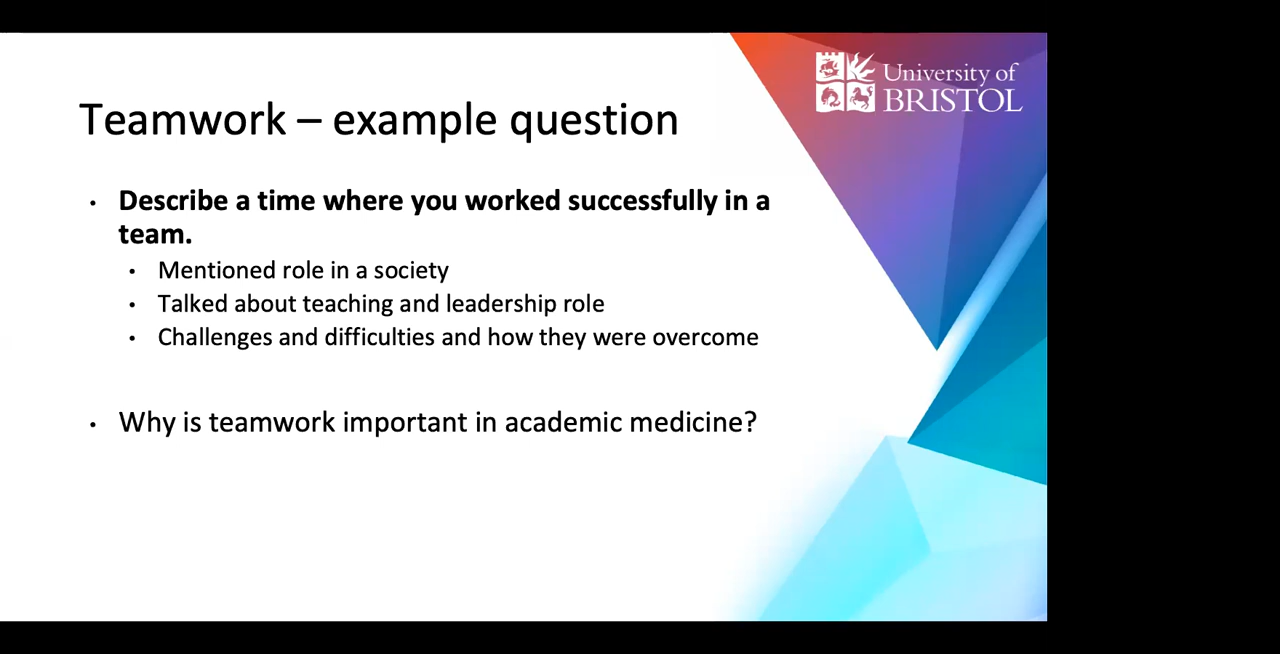 University of
BRISTOL
Teamwork – example question
• Describe a time where you worked successfully in a
team.
• Mentioned role in a society
• Talked about teaching and leadership role
• Challenges and difficulties and how they were overcome
• Why is teamwork important in academic medicine?